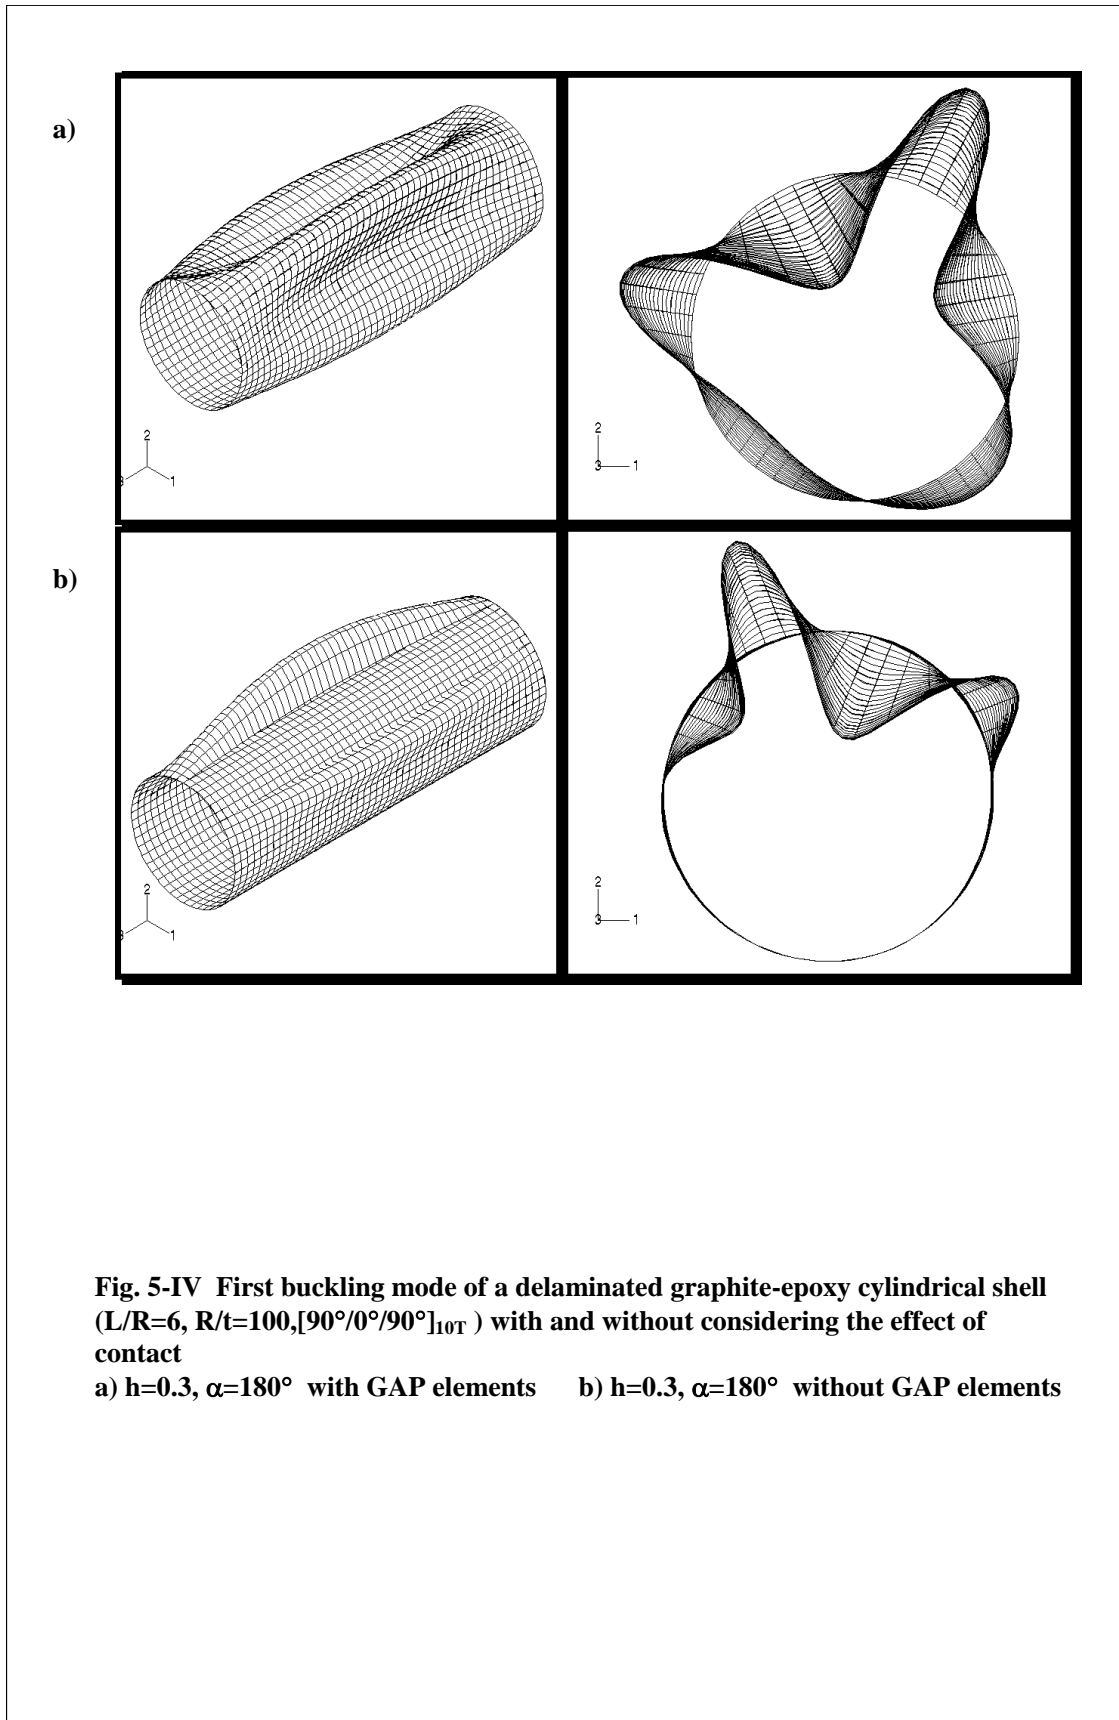 a)
2
3
1
2
3
1
b)
2
3
1
2
3
1
Fig. 5-IV First buckling mode of a delaminated graphite-epoxy cylindrical shell
(L/R=6, R/t=100,[90°/0°/90°]10T ) with and without considering the effect of
contact
a) h=0.3, α=180° with GAP elements b) h=0.3, α=180° without GAP elements